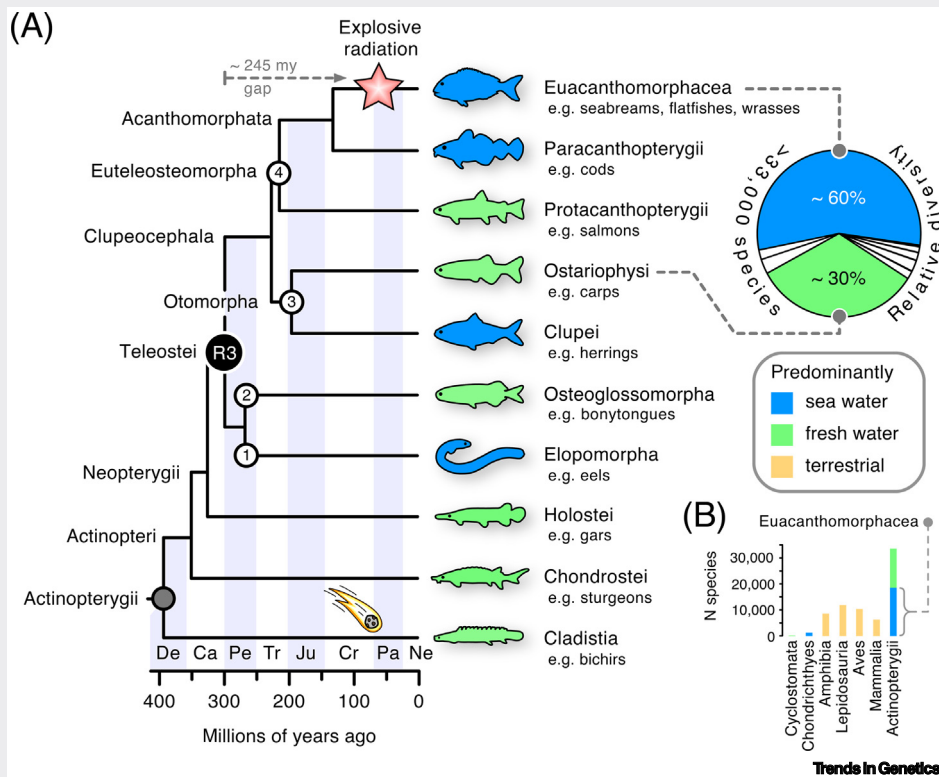 (A)
Explosive
radiation
~ 245 my
gap
Acanthomorphata
Euteleosteomorpha
4
Clupeocephala
Otomorpha
3
Teleostei
R3
2
1
Neopterygii
Actinopteri
Actinopterygii
Euacanthomorphacea
e.g. seabreams, flatfishes, wrasses
Paracanthopterygii
e.g. cods
Protacanthopterygii
e.g. salmons
Ostariophysi
e.g. carps
Clupei
e.g. herrings
Osteoglossomorpha
e.g. bonytongues
Elopomorpha
e.g. eels
Holostei
e.g. gars
Chondrostei
e.g. sturgeons
Cladistia
e.g. bichirs
De Ca Pe Tr Ju Cr Pa Ne
400 300 200 100 0
Millions of years ago
>33,000 species
Relative diversity
~ 60%
~ 30%
Predominantly
sea water
fresh water
terrestrial
(B)
Euacanthomorphacea
N species
30,000
20,000
10,000
0
Cyclostomata
Chondrichthyes
Amphibia
Lepidosauria
Aves
Mammalia
Actinopterygii
Trends in Genetics